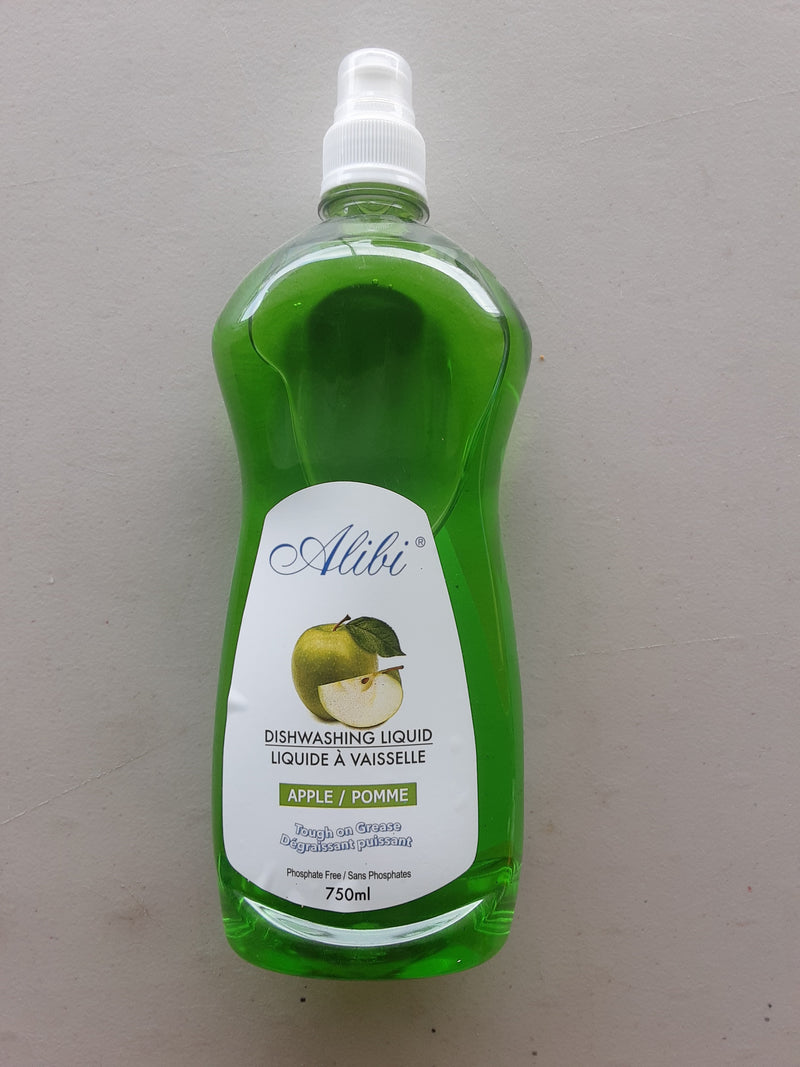 Alibi®
DISHWASHING LIQUID
LIQUIDE À VAISSELLE
APPLE / POMME
Tough on Grease
Dégraissant puissant
Phosphate Free / Sans Phosphates
750ml